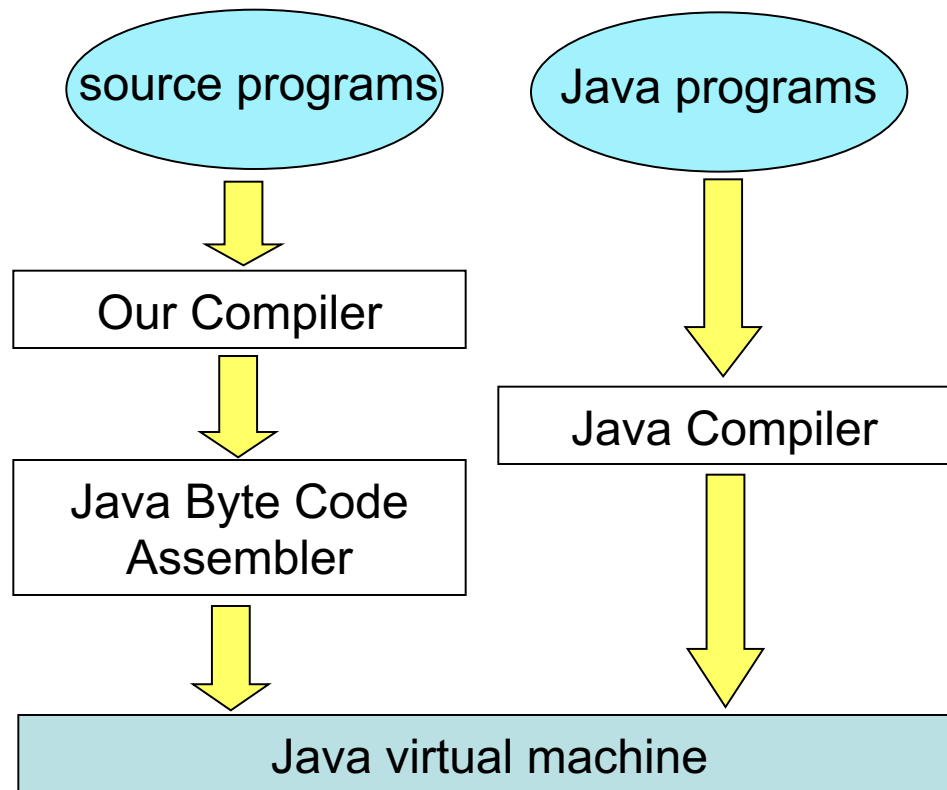 source programs
Java programs
Our Compiler
Java Compiler
Java Byte Code
Assembler
Java virtual machine